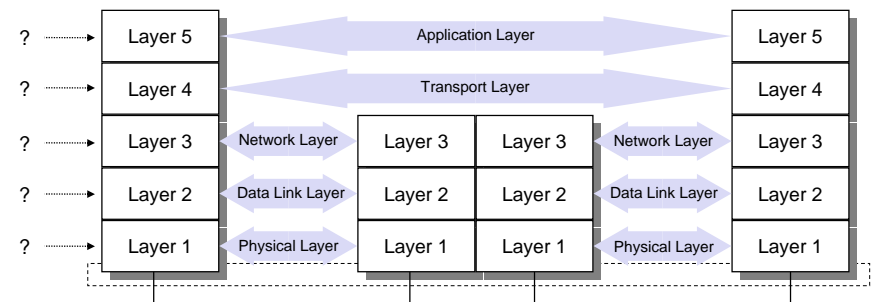 ? Layer 5 Application Layer Layer 5
? Layer 4 Transport Layer Layer 4
? Layer 3 Network Layer Layer 3 Layer 3 Network Layer Layer 3
? Layer 2 Data Link Layer Layer 2 Layer 2 Data Link Layer Layer 2
? Layer 1 Physical Layer Layer 1 Layer 1 Physical Layer Layer 1